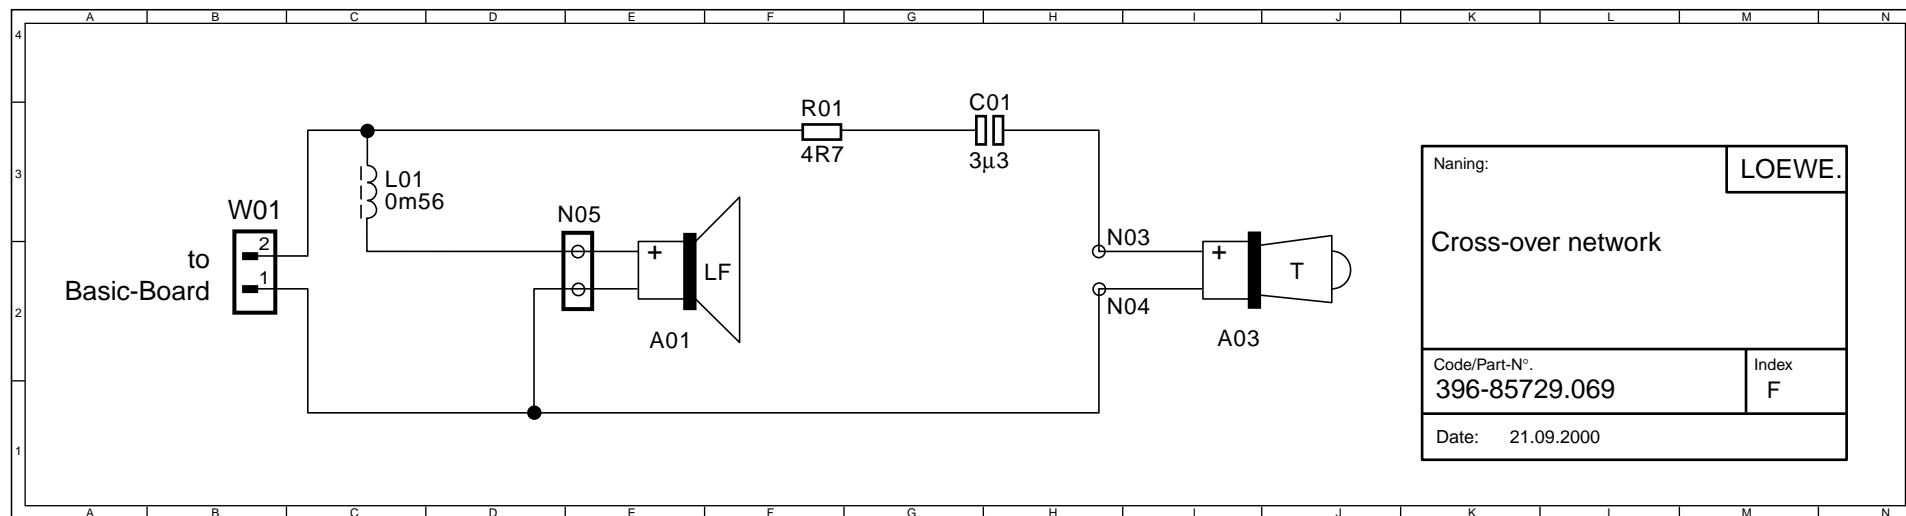 A B C D E F G H I J K L M N
4
3
2
1
R01
4R7
C01
3µ3
L01
0m56
W01
2
1
to
Basic-Board
N05
+
LF
A01
N03
N04
+
T
A03
Naning:
LOEWE.
Cross-over network
Code/Part-N°.
396-85729.069
Index
F
Date: 21.09.2000
A B C D E F G H I J K L M N